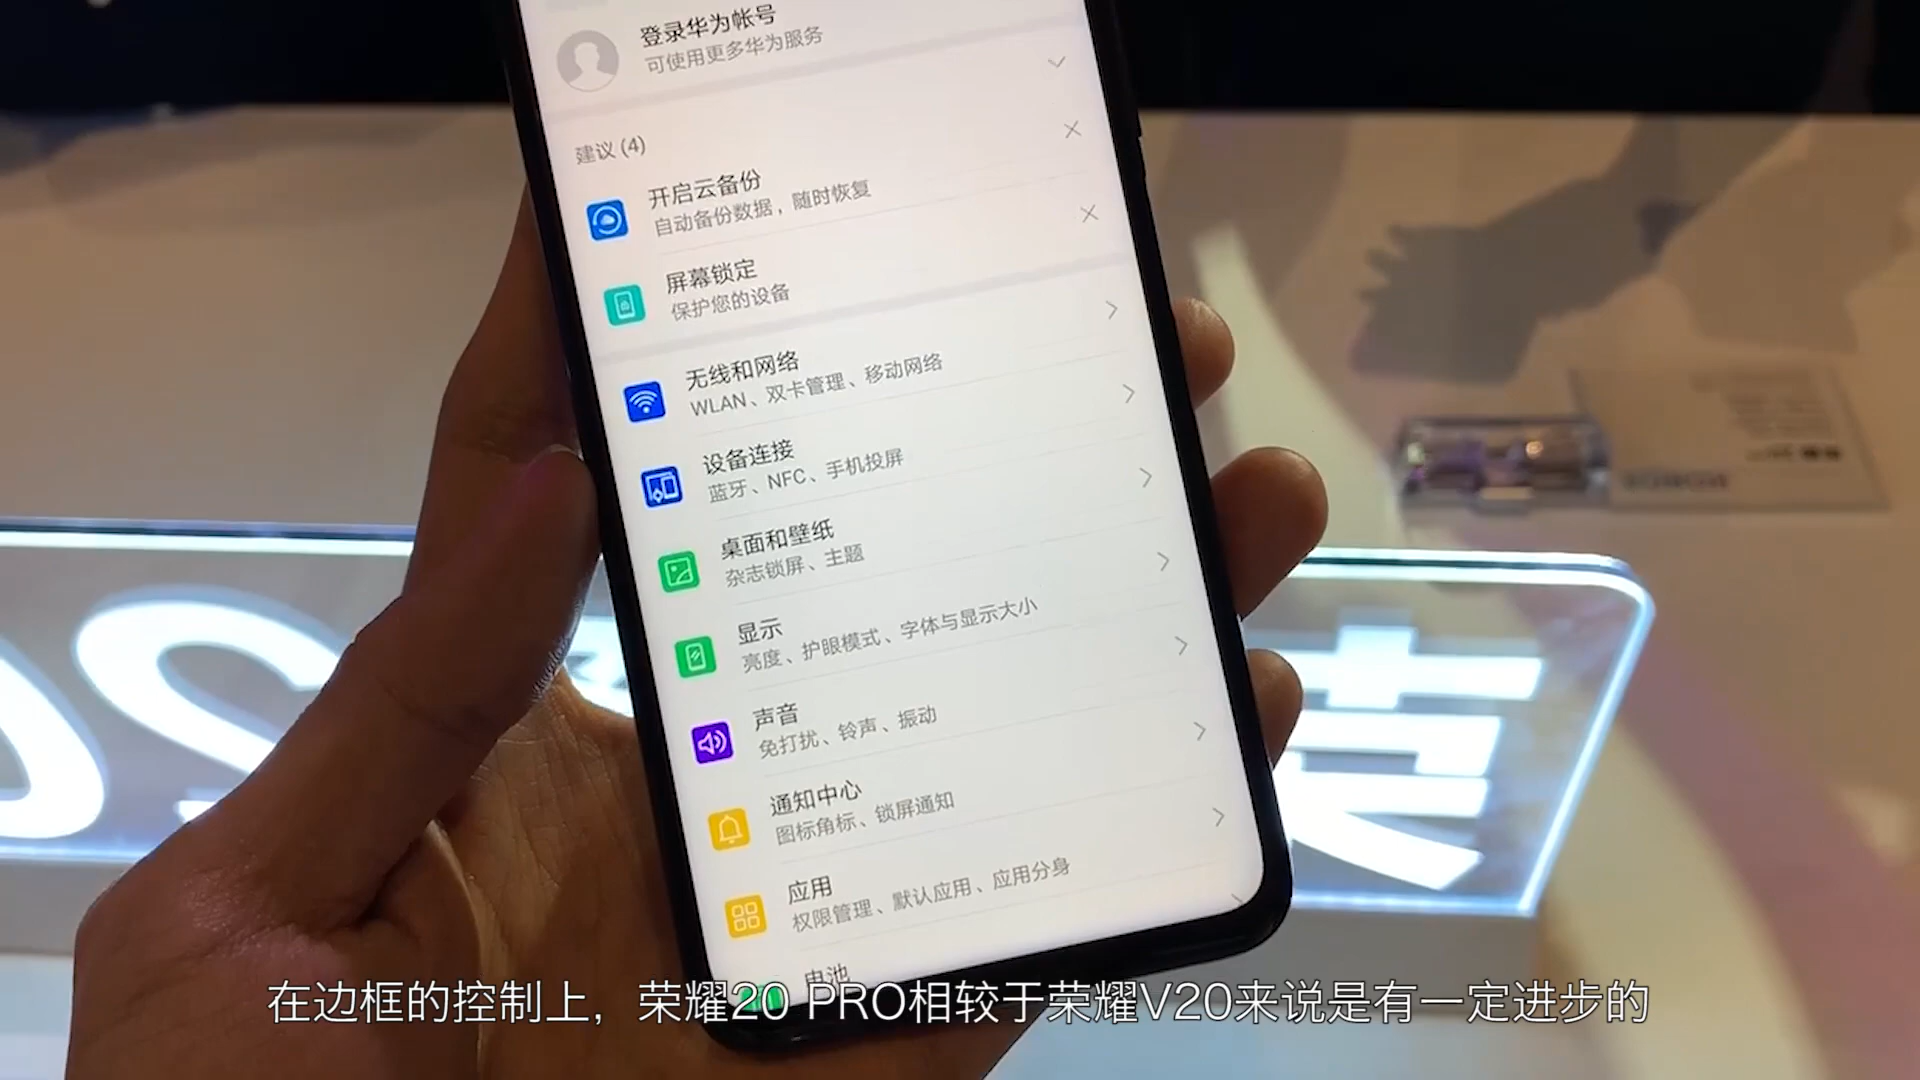 登录华为帐号
可使用更多华为服务
建议 (4)
开启云备份
自动备份数据，随时恢复
屏幕锁定
保护您的设备
无线和网络
WLAN、双卡管理、移动网络
设备连接
蓝牙、NFC、手机投屏
桌面和壁纸
杂志锁屏、主题
显示
亮度、护眼模式、字体与显示大小
声音
免打扰、铃声、振动
通知中心
图标角标、锁屏通知
应用
权限管理、默认应用、应用分身
电池
在边框的控制上，荣耀20 PRO相较于荣耀V20来说是有一定进步的